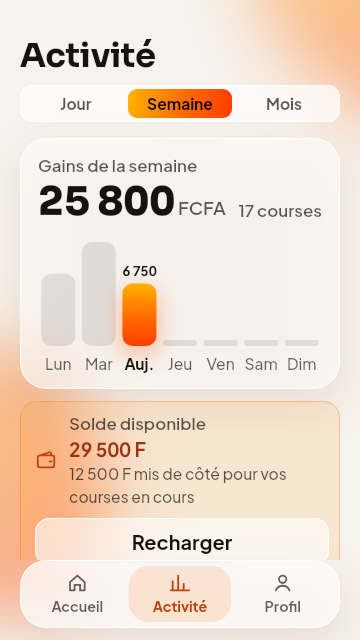 Activité
Jour Semaine Mois
Gains de la semaine
25 800 FCFA 17 courses
6 750
Lun Mar Auj. Jeu Ven Sam Dim
Solde disponible
29 500 F
12 500 F mis de côté pour vos
courses en cours
Recharger
Accueil Activité Profil